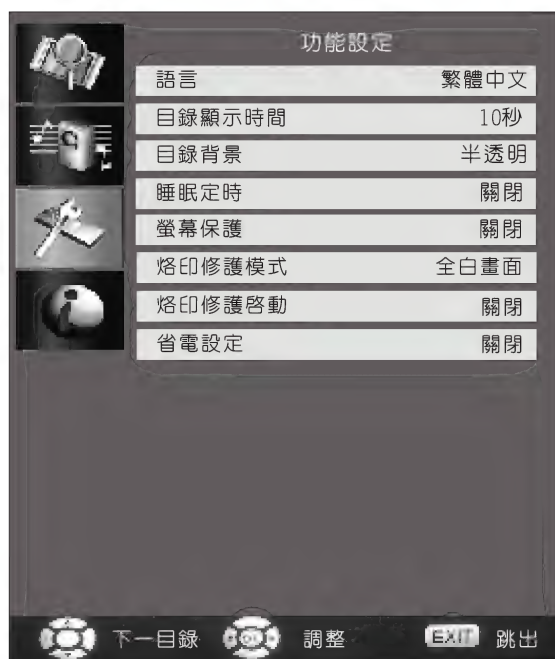 功能設定
語言 繁體中文
目錄顯示時間 10秒
目錄背景 半透明
睡眠定時 關閉
螢幕保護 關閉
烙印修護模式 全白畫面
烙印修護啓動 關閉
省電設定 關閉
下一目錄 調整 EXIT 跳出